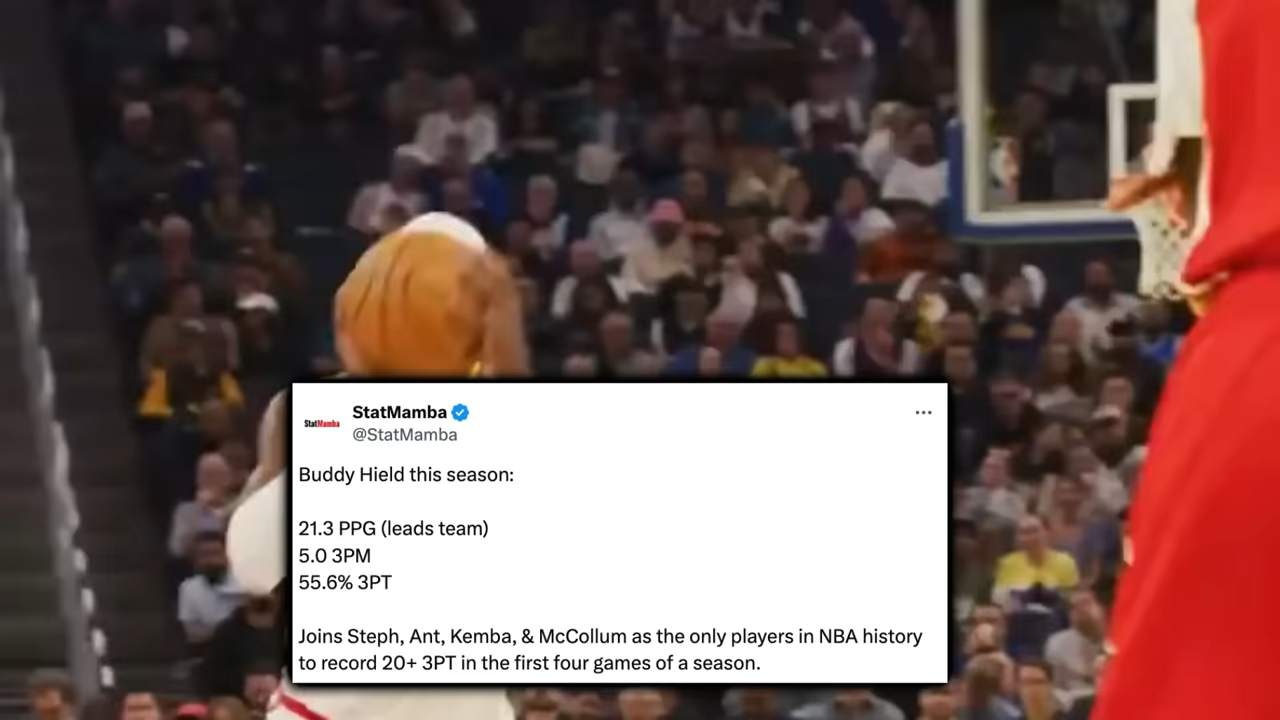 StatMamba
StatMamba
@StatMamba
Buddy Hield this season:
21.3 PPG (leads team)
5.0 3PM
55.6% 3PT
Joins Steph, Ant, Kemba, & McCollum as the only players in NBA history
to record 20+ 3PT in the first four games of a season.